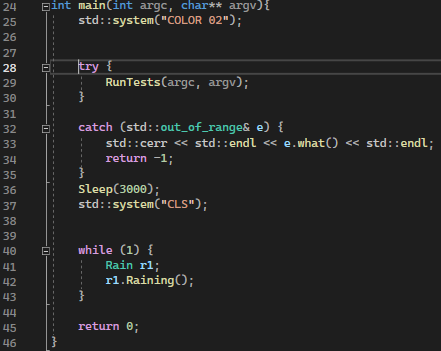 24 int main(int argc, char** argv){
25 std::system("COLOR 02");
26
27
28 try {
29 RunTests(argc, argv);
30 }
31
32 catch (std::out_of_range& e) {
33 std::cerr << std::endl << e.what() << std::endl;
34 return -1;
35 }
36 Sleep(3000);
37 std::system("CLS");
38
39
40 while (1) {
41 Rain r1;
42 r1.Raining();
43 }
44
45 return 0;
46 }